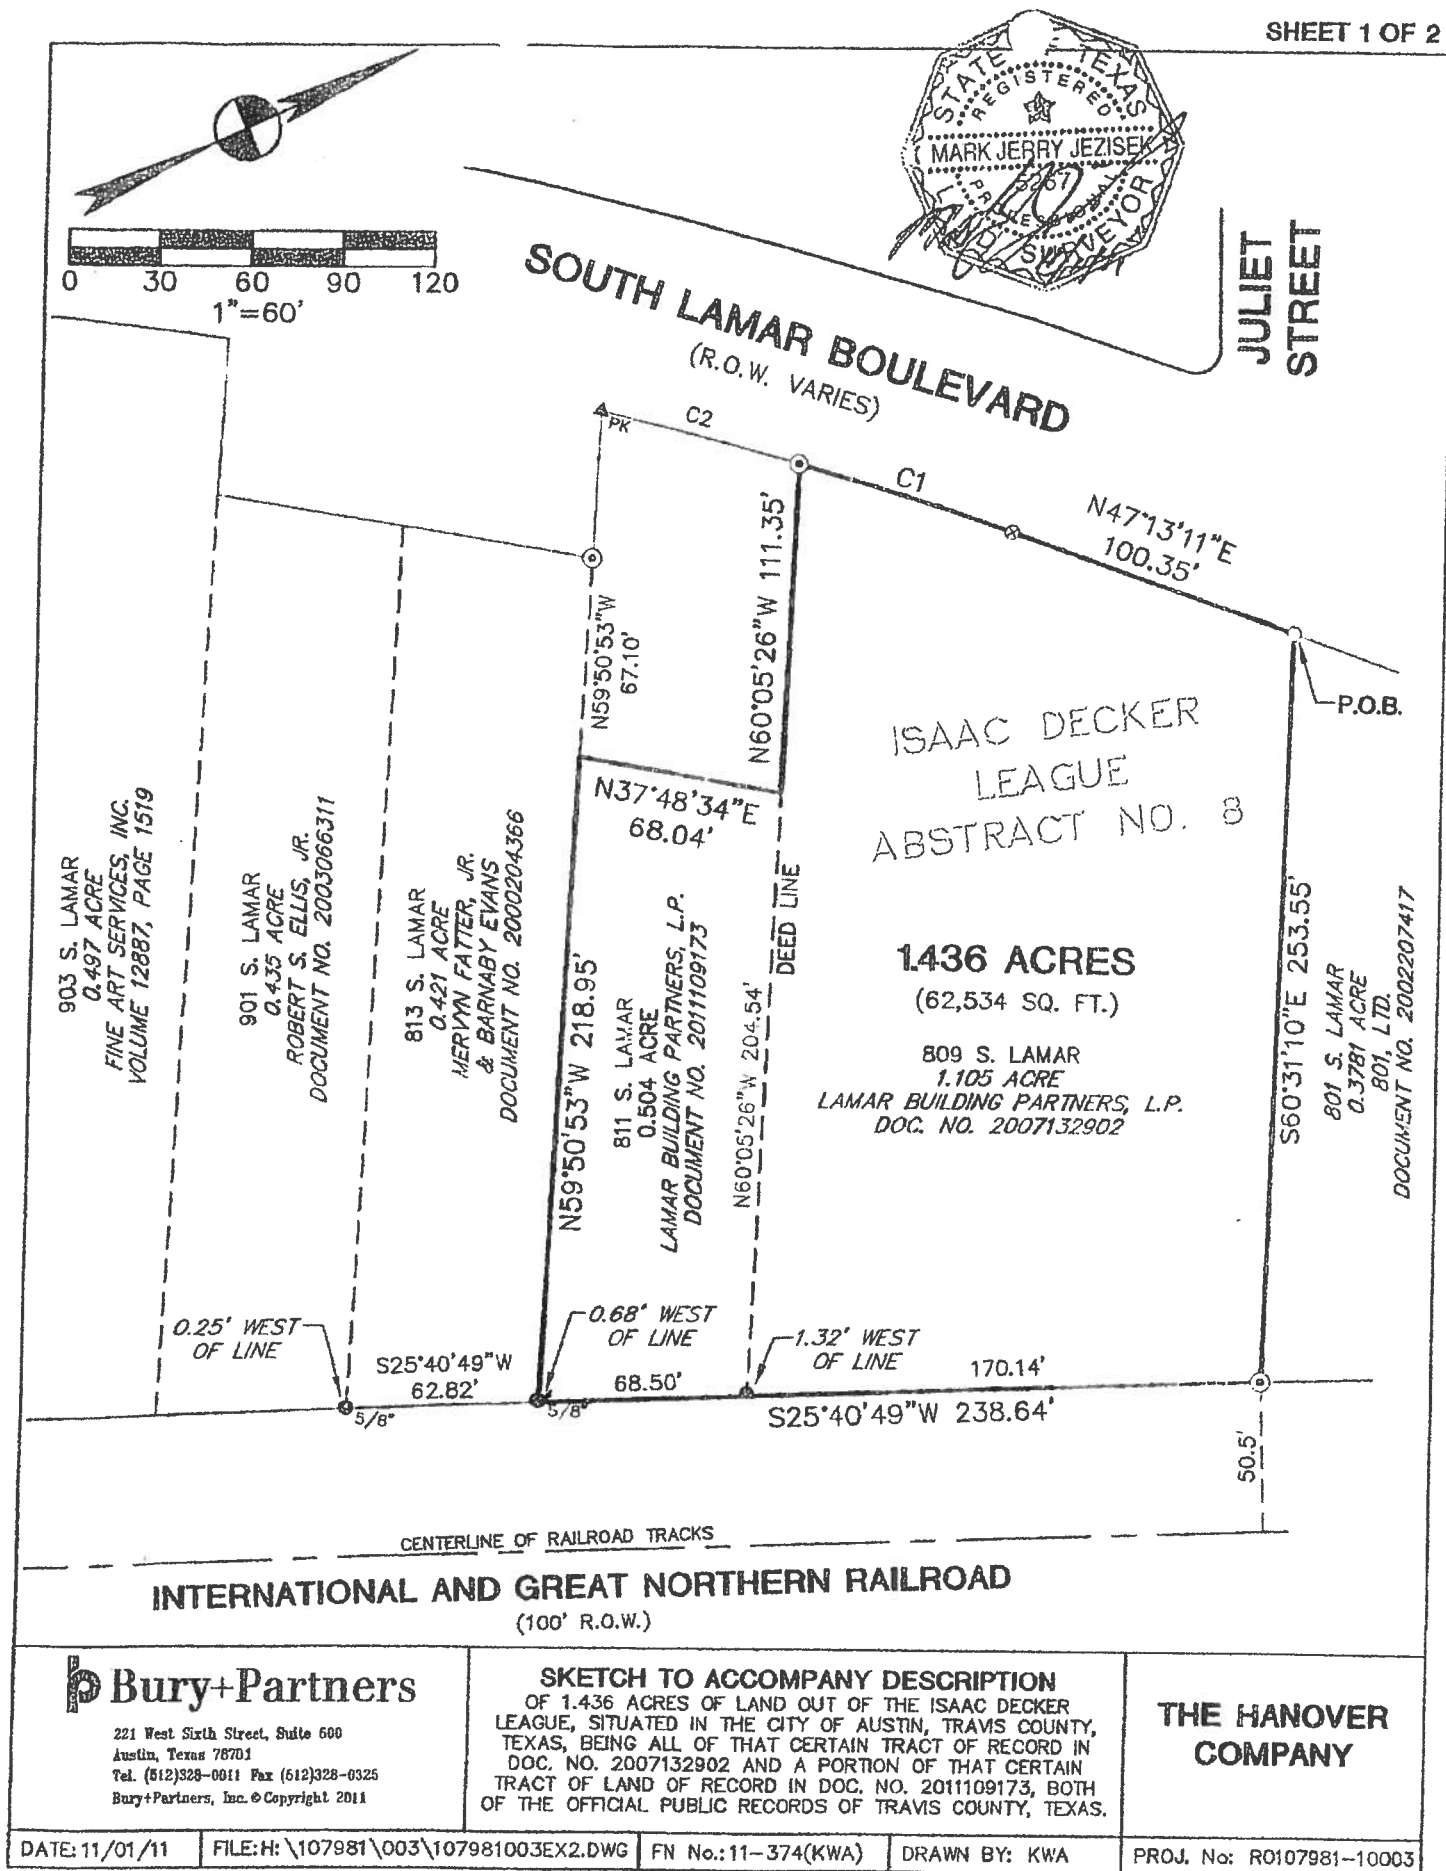 SHEET 1 OF 2
STATE OF TEXAS
REGISTERED
MARK JERRY JEZISEK
5267
PROFESSIONAL
LAND SURVEYOR
0 30 60 90 120
1"=60'
SOUTH LAMAR BOULEVARD
(R.O.W. VARIES)
JULIET
STREET
PK
C2
C1
N47°13'11"E
100.35'
P.O.B.
N59°50'53"W
67.10'
N60°05'26"W 111.35'
N37°48'34"E
68.04'
ISAAC DECKER
LEAGUE
ABSTRACT NO. 8
903 S. LAMAR
0.497 ACRE
FINE ART SERVICES, INC.
VOLUME 12887, PAGE 1519
901 S. LAMAR
0.435 ACRE
ROBERT S. ELLIS, JR.
DOCUMENT NO. 2003066311
813 S. LAMAR
0.421 ACRE
MERVYN FATTER, JR.
& BARNABY EVANS
DOCUMENT NO. 2000204366
N59°50'53"W 218.95'
811 S. LAMAR
0.504 ACRE
LAMAR BUILDING PARTNERS, L.P.
DOCUMENT NO. 2011109173
DEED LINE
N60°05'26"W 204.54'
1.436 ACRES
(62,534 SQ. FT.)
809 S. LAMAR
1.105 ACRE
LAMAR BUILDING PARTNERS, L.P.
DOC. NO. 2007132902
S60°31'10"E 253.55'
801 S. LAMAR
0.3781 ACRE
801, LTD.
DOCUMENT NO. 2002207417
0.25' WEST
OF LINE
0.68' WEST
OF LINE
1.32' WEST
OF LINE
S25°40'49"W
62.82'
68.50'
170.14'
5/8"
5/8"
S25°40'49"W 238.64'
50.5'
CENTERLINE OF RAILROAD TRACKS
INTERNATIONAL AND GREAT NORTHERN RAILROAD
(100' R.O.W.)
Bury+Partners
221 West Sixth Street, Suite 600
Austin, Texas 78701
Tel. (512)328-0011 Fax (512)328-0325
Bury+Partners, Inc. © Copyright 2011
SKETCH TO ACCOMPANY DESCRIPTION
OF 1.436 ACRES OF LAND OUT OF THE ISAAC DECKER
LEAGUE, SITUATED IN THE CITY OF AUSTIN, TRAVIS COUNTY,
TEXAS, BEING ALL OF THAT CERTAIN TRACT OF RECORD IN
DOC. NO. 2007132902 AND A PORTION OF THAT CERTAIN
TRACT OF LAND OF RECORD IN DOC. NO. 2011109173, BOTH
OF THE OFFICIAL PUBLIC RECORDS OF TRAVIS COUNTY, TEXAS.
THE HANOVER
COMPANY
DATE: 11/01/11
FILE: H:\107981\003\107981003EX2.DWG
FN No.: 11-374(KWA)
DRAWN BY: KWA
PROJ. No: R0107981-10003